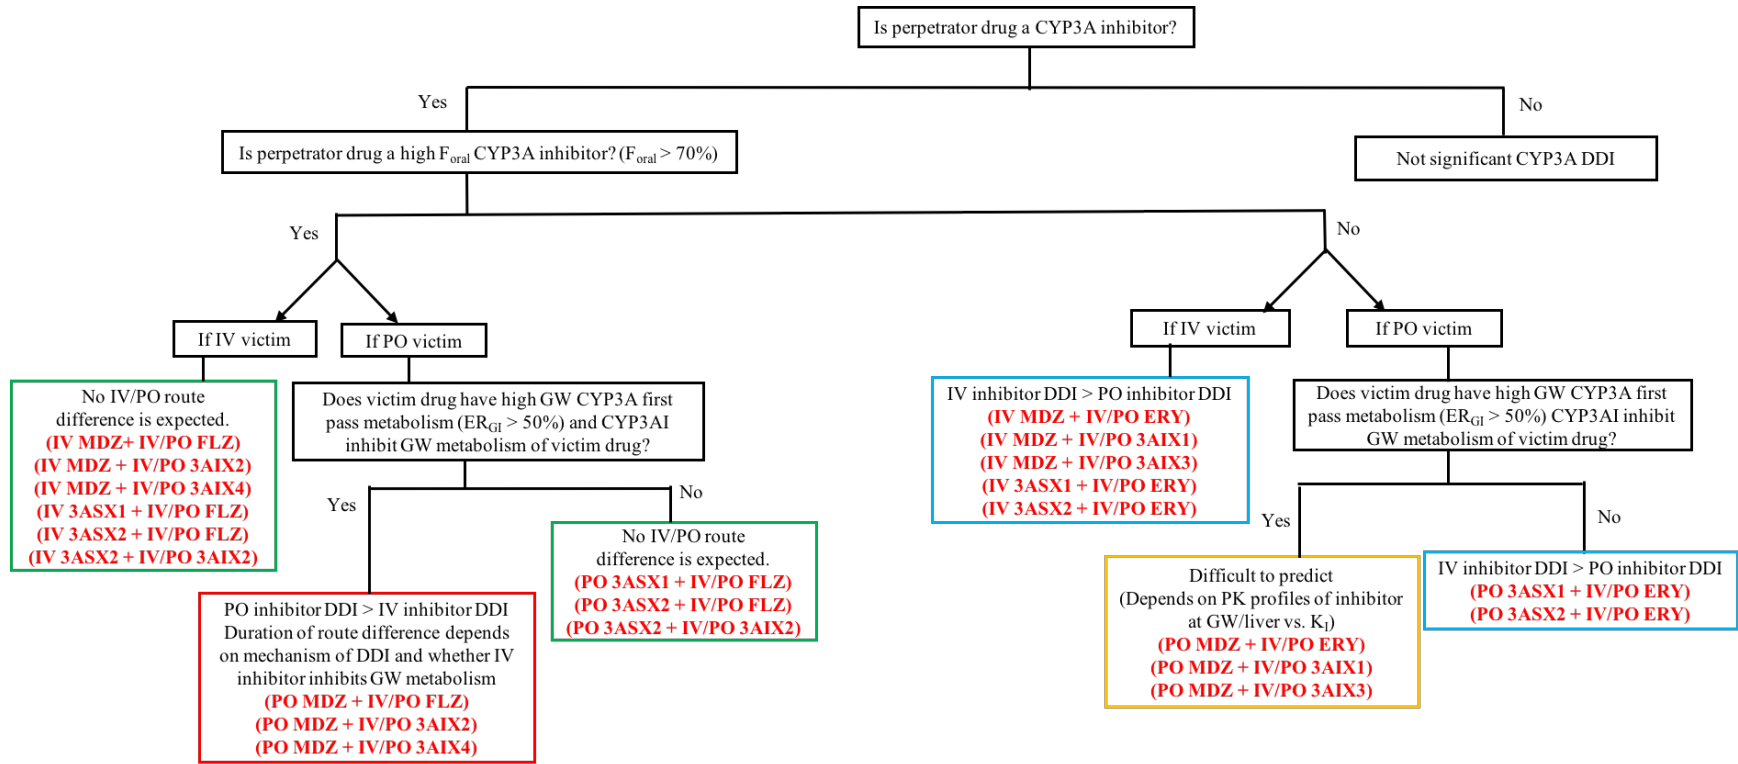 Is perpetrator drug a CYP3A inhibitor?
Yes
No
Is perpetrator drug a high Foral CYP3A inhibitor? (Foral > 70%)
Not significant CYP3A DDI
Yes
No
If IV victim
If PO victim
If IV victim
If PO victim
No IV/PO route
difference is expected.
(IV MDZ+ IV/PO FLZ)
(IV MDZ + IV/PO 3AIX2)
(IV MDZ + IV/PO 3AIX4)
(IV 3ASX1 + IV/PO FLZ)
(IV 3ASX2 + IV/PO FLZ)
(IV 3ASX2 + IV/PO 3AIX2)
Does victim drug have high GW CYP3A first
pass metabolism (ERGI > 50%) and CYP3AI
inhibit GW metabolism of victim drug?
Yes
No
PO inhibitor DDI > IV inhibitor DDI
Duration of route difference depends
on mechanism of DDI and whether IV
inhibitor inhibits GW metabolism
(PO MDZ + IV/PO FLZ)
(PO MDZ + IV/PO 3AIX2)
(PO MDZ + IV/PO 3AIX4)
No IV/PO route
difference is expected.
(PO 3ASX1 + IV/PO FLZ)
(PO 3ASX2 + IV/PO FLZ)
(PO 3ASX2 + IV/PO 3AIX2)
IV inhibitor DDI > PO inhibitor DDI
(IV MDZ + IV/PO ERY)
(IV MDZ + IV/PO 3AIX1)
(IV MDZ + IV/PO 3AIX3)
(IV 3ASX1 + IV/PO ERY)
(IV 3ASX2 + IV/PO ERY)
Does victim drug have high GW CYP3A first
pass metabolism (ERGI > 50%) CYP3AI inhibit
GW metabolism of victim drug?
Yes
No
Difficult to predict
(Depends on PK profiles of inhibitor
at GW/liver vs. KI)
(PO MDZ + IV/PO ERY)
(PO MDZ + IV/PO 3AIX1)
(PO MDZ + IV/PO 3AIX3)
IV inhibitor DDI > PO inhibitor DDI
(PO 3ASX1 + IV/PO ERY)
(PO 3ASX2 + IV/PO ERY)